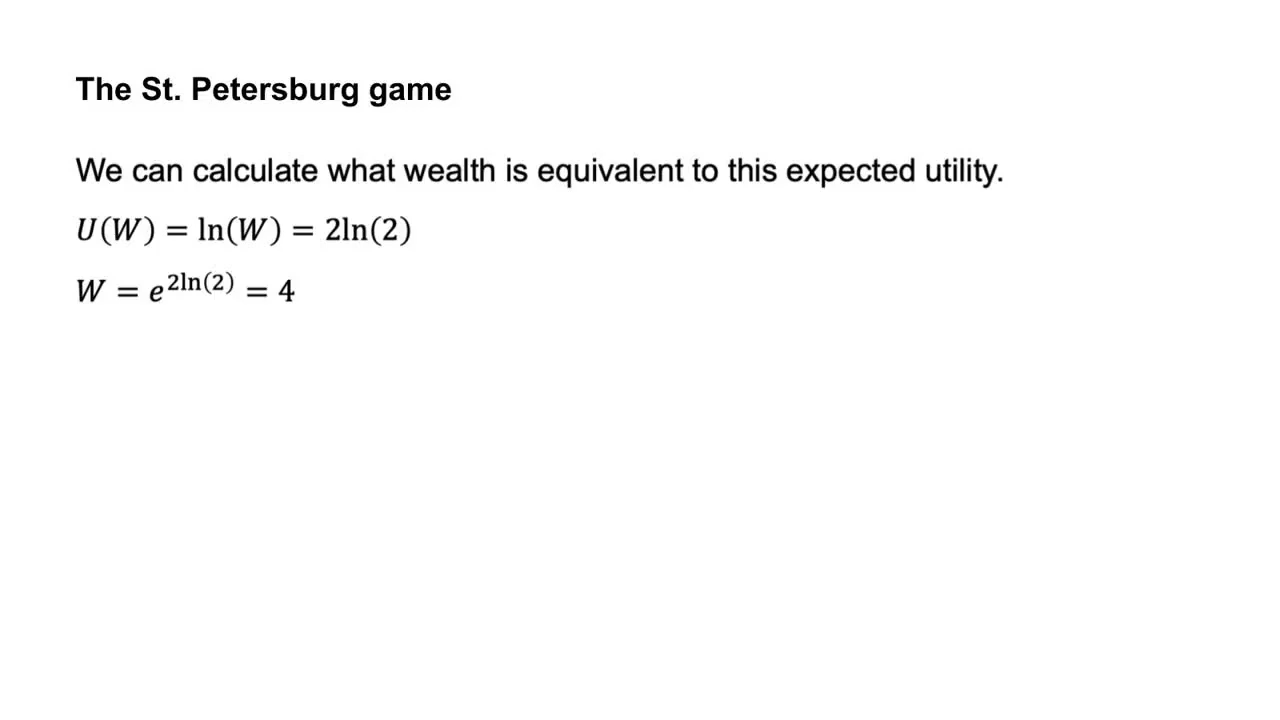 The St. Petersburg game
We can calculate what wealth is equivalent to this expected utility.
𝑈(𝑊) = ln(𝑊) = 2ln(2)
𝑊 = 𝑒^{2ln(2)} = 4